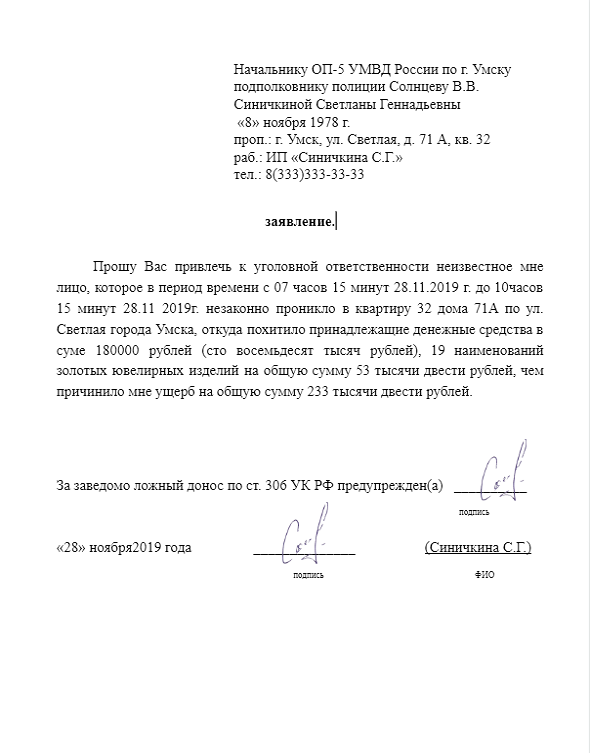 Начальнику ОП-5 УМВД России по г. Умску
подполковнику полиции Солнцеву В.В.
Синичкиной Светланы Геннадьевны
«8» ноября 1978 г.
проп.: г. Умск, ул. Светлая, д. 71 А, кв. 32
раб.: ИП «Синичкина С.Г.»
тел.: 8(333)333-33-33
заявление.
Прошу Вас привлечь к уголовной ответственности неизвестное мне
лицо, которое в период времени с 07 часов 15 минут 28.11.2019 г. до 10часов
15 минут 28.11 2019г. незаконно проникло в квартиру 32 дома 71А по ул.
Светлая города Умска, откуда похитило принадлежащие денежные средства в
суме 180000 рублей (сто восемьдесят тысяч рублей), 19 наименований
золотых ювелирных изделий на общую сумму 53 тысячи двести рублей, чем
причинило мне ущерб на общую сумму 233 тысячи двести рублей.
За заведомо ложный донос по ст. 306 УК РФ предупрежден(а) __________
подпись
«28» ноября2019 года ______________ (Синичкина С.Г.)
подпись ФИО